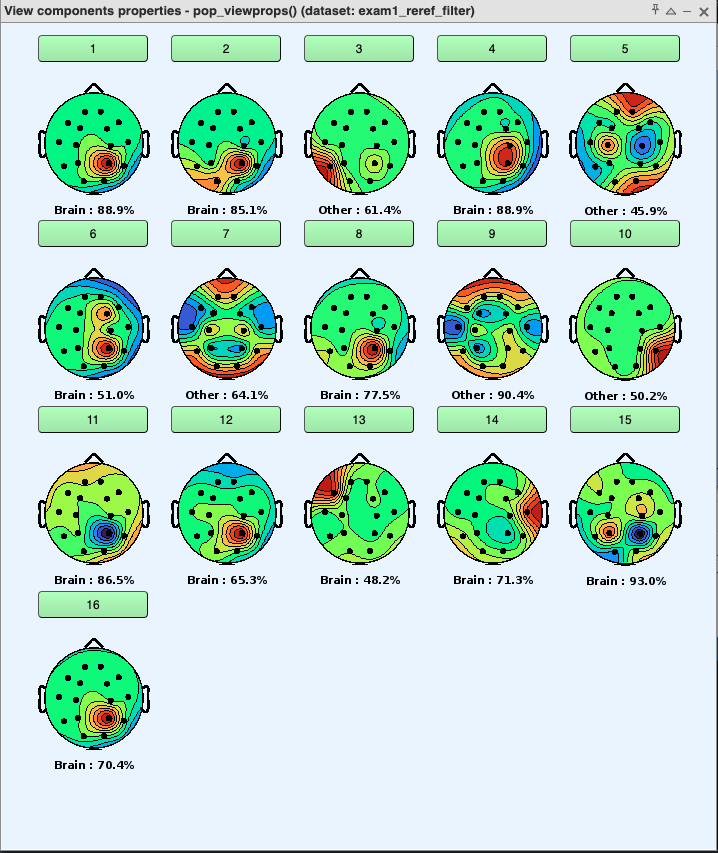 View components properties - pop_viewprops() (dataset: exam1_reref_filter)
1 2 3 4 5
Brain : 88.9% Brain : 85.1% Other : 61.4% Brain : 88.9% Other : 45.9%
6 7 8 9 10
Brain : 51.0% Other : 64.1% Brain : 77.5% Other : 90.4% Other : 50.2%
11 12 13 14 15
Brain : 86.5% Brain : 65.3% Brain : 48.2% Brain : 71.3% Brain : 93.0%
16
Brain : 70.4%